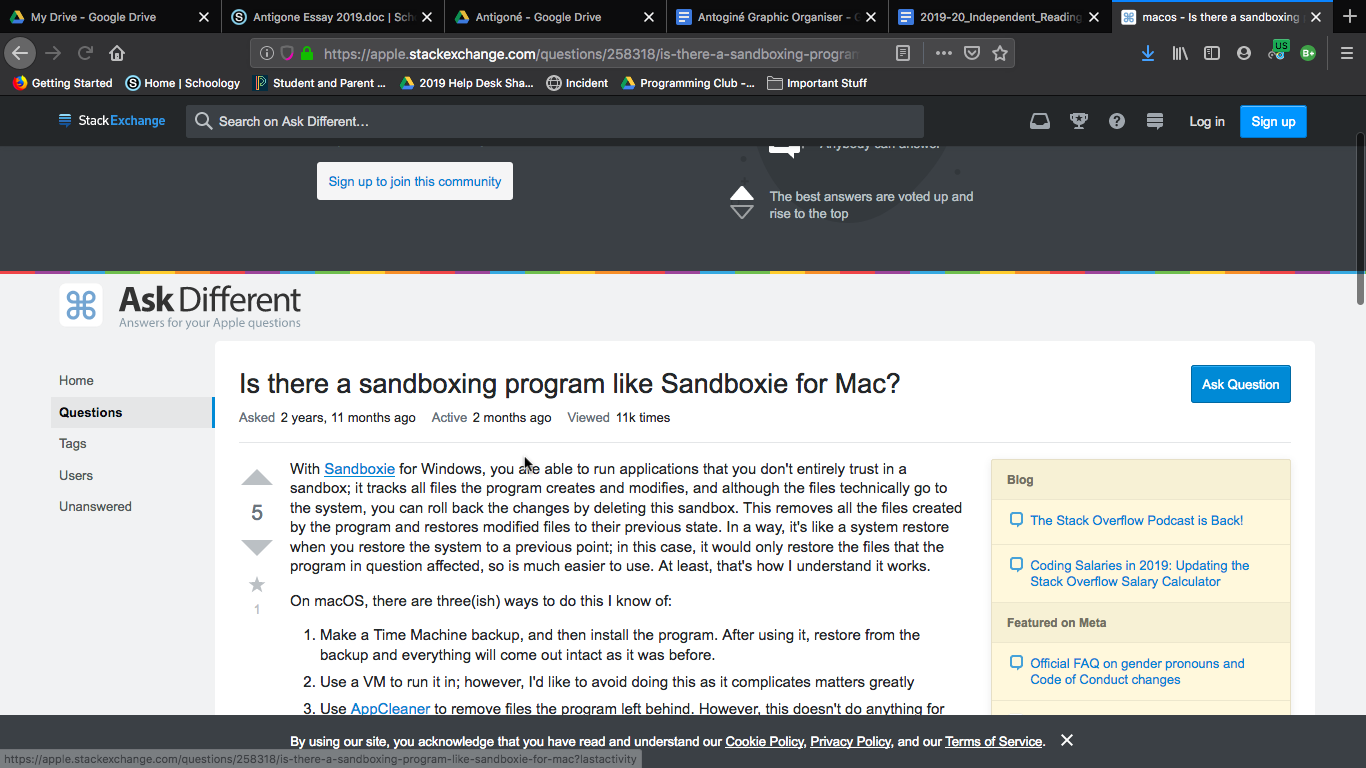 My Drive - Google Drive
Antigone Essay 2019.doc | Sch
Antigoné - Google Drive
Antoginé Graphic Organiser - G
2019-20_Independent_Reading
macos - Is there a sandboxing
https://apple.stackexchange.com/questions/258318/is-there-a-sandboxing-program
US
B+
Getting Started
Home | Schoology
Student and Parent ...
2019 Help Desk Sha...
Incident
Programming Club -...
Important Stuff
StackExchange
Search on Ask Different...
Log in
Sign up
Anybody can answer
Sign up to join this community
The best answers are voted up and
rise to the top
Ask Different
Answers for your Apple questions
Home
Questions
Tags
Users
Unanswered
Is there a sandboxing program like Sandboxie for Mac?
Ask Question
Asked 2 years, 11 months ago Active 2 months ago Viewed 11k times
5
1
With Sandboxie for Windows, you are able to run applications that you don't entirely trust in a
sandbox; it tracks all files the program creates and modifies, and although the files technically go to
the system, you can roll back the changes by deleting this sandbox. This removes all the files created
by the program and restores modified files to their previous state. In a way, it's like a system restore
when you restore the system to a previous point; in this case, it would only restore the files that the
program in question affected, so is much easier to use. At least, that's how I understand it works.
On macOS, there are three(ish) ways to do this I know of:
1. Make a Time Machine backup, and then install the program. After using it, restore from the
backup and everything will come out intact as it was before.
2. Use a VM to run it in; however, I'd like to avoid doing this as it complicates matters greatly
3. Use AppCleaner to remove files the program left behind. However, this doesn't do anything for
Blog
The Stack Overflow Podcast is Back!
Coding Salaries in 2019: Updating the
Stack Overflow Salary Calculator
Featured on Meta
Official FAQ on gender pronouns and
Code of Conduct changes
By using our site, you acknowledge that you have read and understand our Cookie Policy, Privacy Policy, and our Terms of Service.
https://apple.stackexchange.com/questions/258318/is-there-a-sandboxing-program-like-sandboxie-for-mac?lastactivity